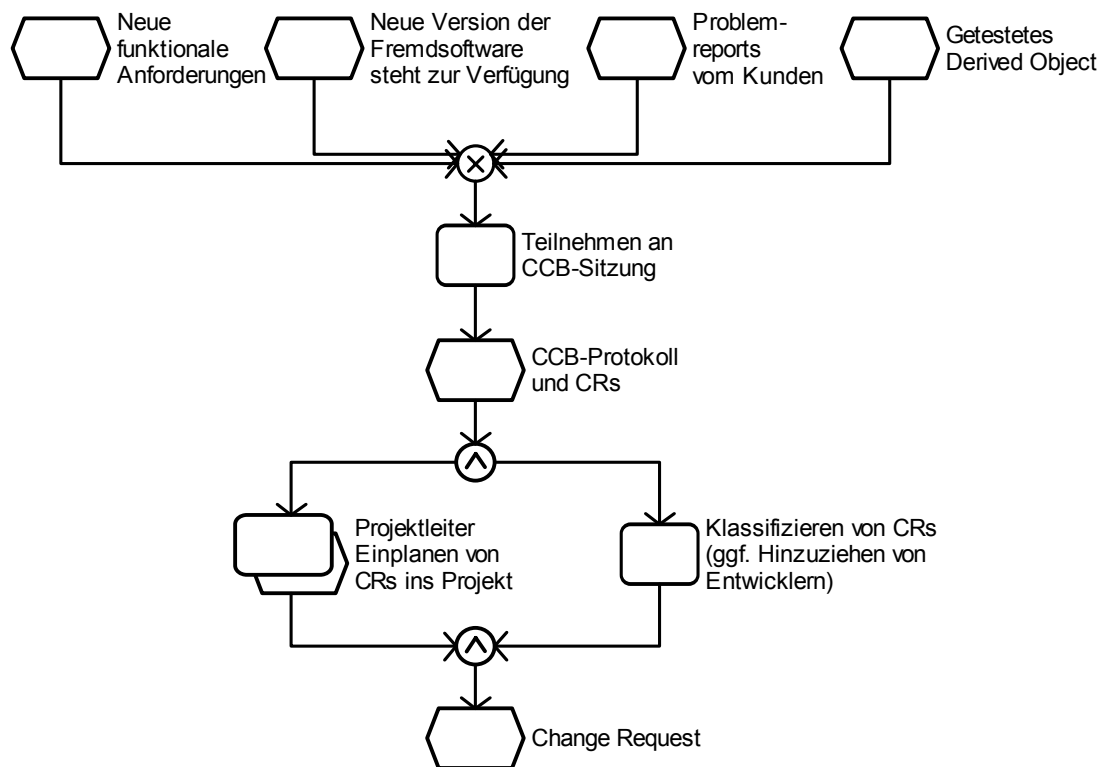 Neue
funktionale
Anforderungen
Neue Version der
Fremdsoftware
steht zur Verfügung
Problem-
reports
vom Kunden
Getestetes
Derived Object
Teilnehmen an
CCB-Sitzung
CCB-Protokoll
und CRs
Projektleiter
Einplanen von
CRs ins Projekt
Klassifizieren von CRs
(ggf. Hinzuziehen von
Entwicklern)
Change Request